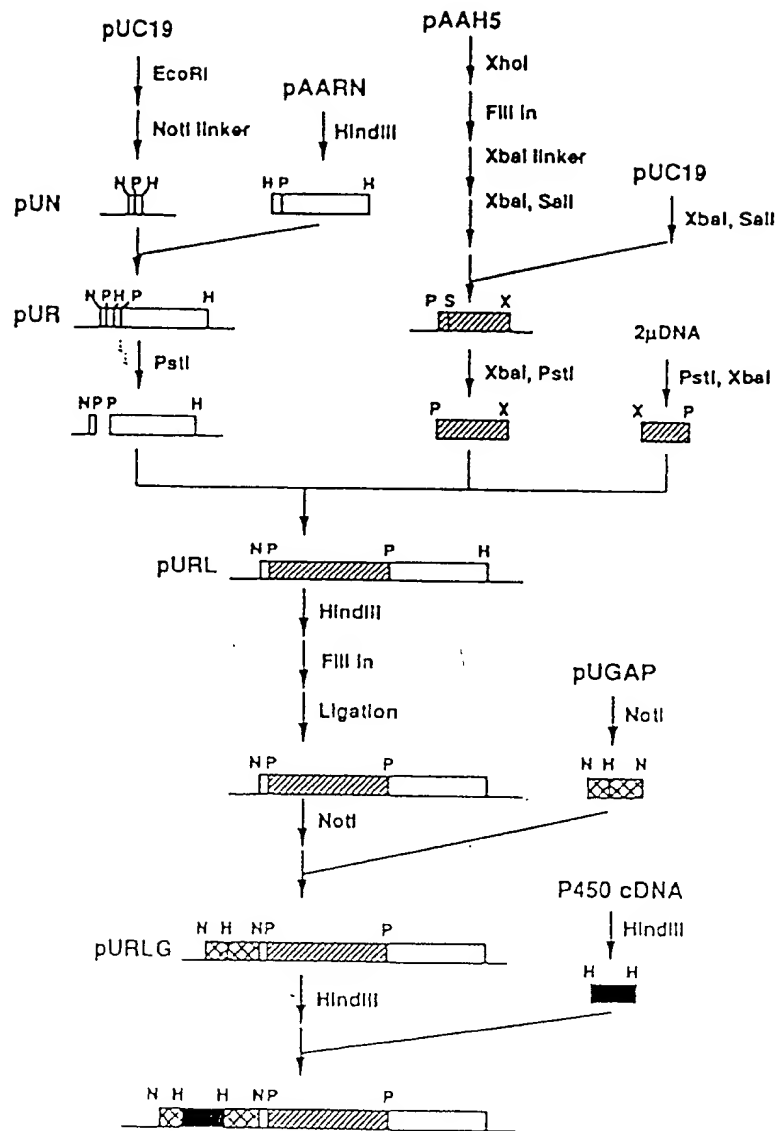 pUC19
EcoRI
NotI linker
pAARN
HindIII
pAAH5
XhoI
Fill in
XbaI linker
XbaI, SalI
pUC19
XbaI, SalI
N P H
pUN
H P H
N P H P H
pUR
P S X
PstI
XbaI, PstI
2μDNA
PstI, XbaI
N P P H
P X
X P
N P P H
pURL
HindIII
Fill in
Ligation
pUGAP
NotI
N P P
N H N
NotI
P450 cDNA
HindIII
N H N P P
pURLG
H H
HindIII
N H H N P P